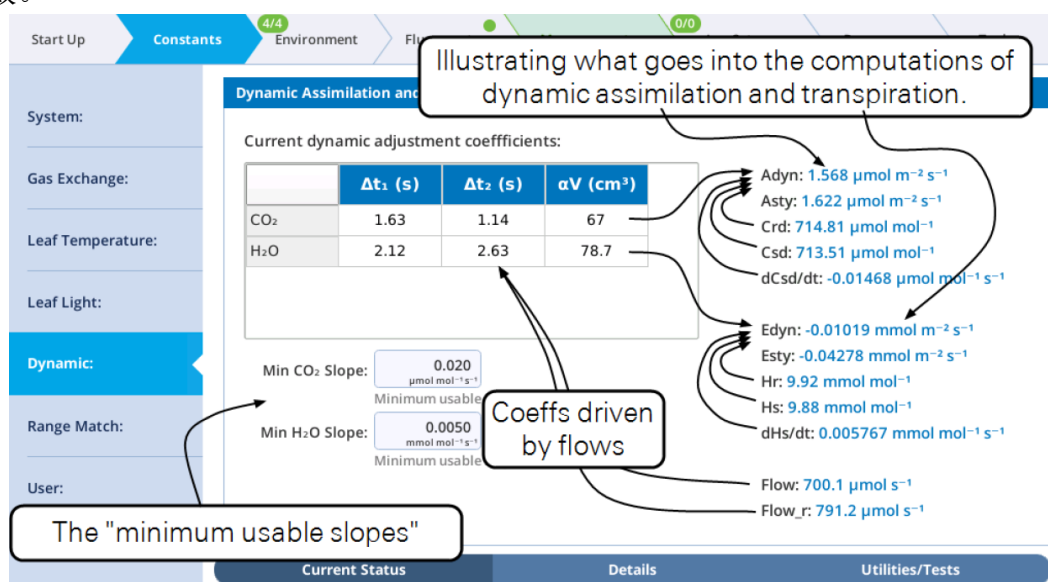 4/4
0/0
Start Up
Constants
Environment
Illustrating what goes into the computations of
dynamic assimilation and transpiration.
System:
Gas Exchange:
Leaf Temperature:
Leaf Light:
Dynamic:
Range Match:
User:
Dynamic Assimilation and
Current dynamic adjustment coeffficients:
Δt₁ (s) Δt₂ (s) αV (cm³)
CO₂ 1.63 1.14 67
H₂O 2.12 2.63 78.7
Min CO₂ Slope: 0.020
μmol mol⁻¹ s⁻¹
Minimum usable
Min H₂O Slope: 0.0050
mmol mol⁻¹ s⁻¹
Minimum usable
Coeffs driven
by flows
The "minimum usable slopes"
Adyn: 1.568 μmol m⁻² s⁻¹
Asty: 1.622 μmol m⁻² s⁻¹
Crd: 714.81 μmol mol⁻¹
Csd: 713.51 μmol mol⁻¹
dCsd/dt: -0.01468 μmol mol⁻¹ s⁻¹
Edyn: -0.01019 mmol m⁻² s⁻¹
Esty: -0.04278 mmol m⁻² s⁻¹
Hr: 9.92 mmol mol⁻¹
Hs: 9.88 mmol mol⁻¹
dHs/dt: 0.005767 mmol mol⁻¹ s⁻¹
Flow: 700.1 μmol s⁻¹
Flow_r: 791.2 μmol s⁻¹
Current Status
Details
Utilities/Tests